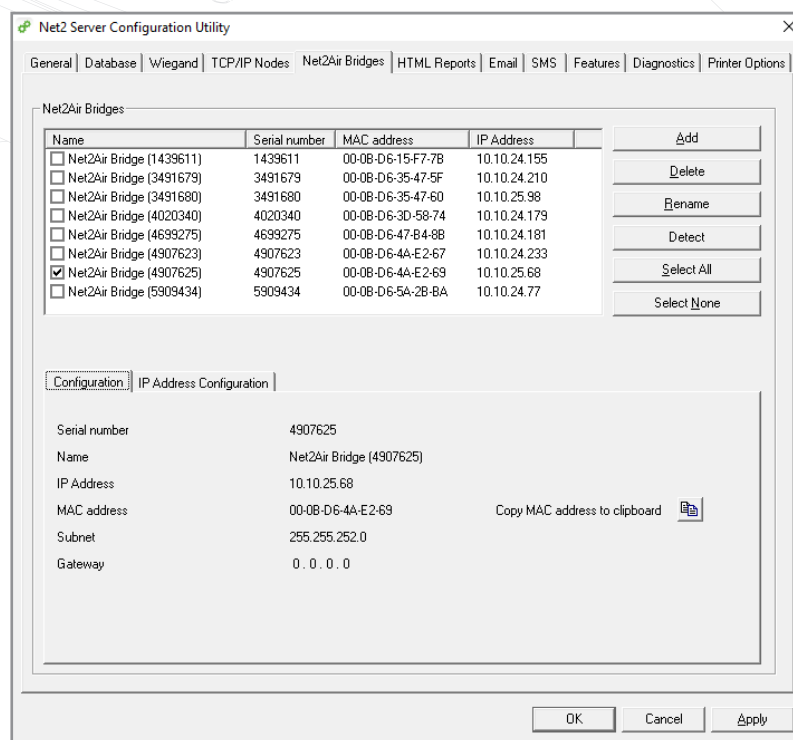 Net2 Server Configuration Utility
General Database Wiegand TCP/IP Nodes Net2Air Bridges HTML Reports Email SMS Features Diagnostics Printer Options
Net2Air Bridges
Name Serial number MAC address IP Address
Net2Air Bridge (1439611) 1439611 00-0B-D6-15-F7-7B 10.10.24.155
Net2Air Bridge (3491679) 3491679 00-0B-D6-35-47-5F 10.10.24.210
Net2Air Bridge (3491680) 3491680 00-0B-D6-35-47-60 10.10.25.98
Net2Air Bridge (4020340) 4020340 00-0B-D6-3D-58-74 10.10.24.179
Net2Air Bridge (4699275) 4699275 00-0B-D6-47-B4-8B 10.10.24.181
Net2Air Bridge (4907623) 4907623 00-0B-D6-4A-E2-67 10.10.24.233
Net2Air Bridge (4907625) 4907625 00-0B-D6-4A-E2-69 10.10.25.68
Net2Air Bridge (5909434) 5909434 00-0B-D6-5A-2B-BA 10.10.24.77
Add
Delete
Rename
Detect
Select All
Select None
Configuration IP Address Configuration
Serial number 4907625
Name Net2Air Bridge (4907625)
IP Address 10.10.25.68
MAC address 00-0B-D6-4A-E2-69 Copy MAC address to clipboard
Subnet 255.255.252.0
Gateway 0 . 0 . 0 . 0
OK Cancel Apply